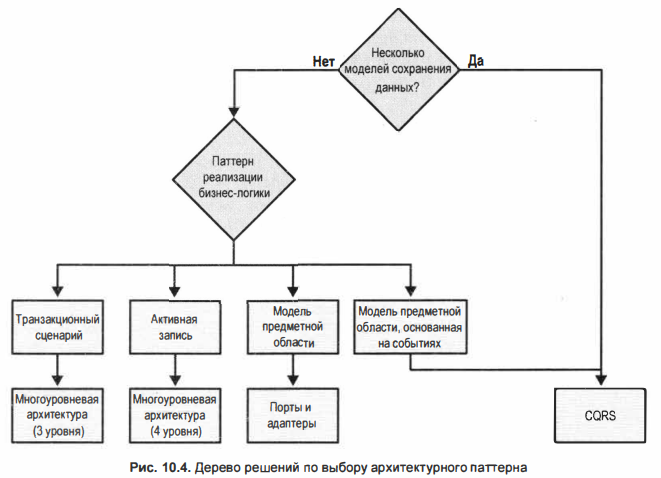 Несколько
моделей сохранения
данных?
Нет
Да
Паттерн
реализации
бизнес-логики
Транзакционный
сценарий
Активная
запись
Модель
предметной
области
Модель предметной
области, основанная
на событиях
Многоуровневая
архитектура
(3 уровня)
Многоуровневая
архитектура
(4 уровня)
Порты и
адаптеры
CQRS
Рис. 10.4. Дерево решений по выбору архитектурного паттерна